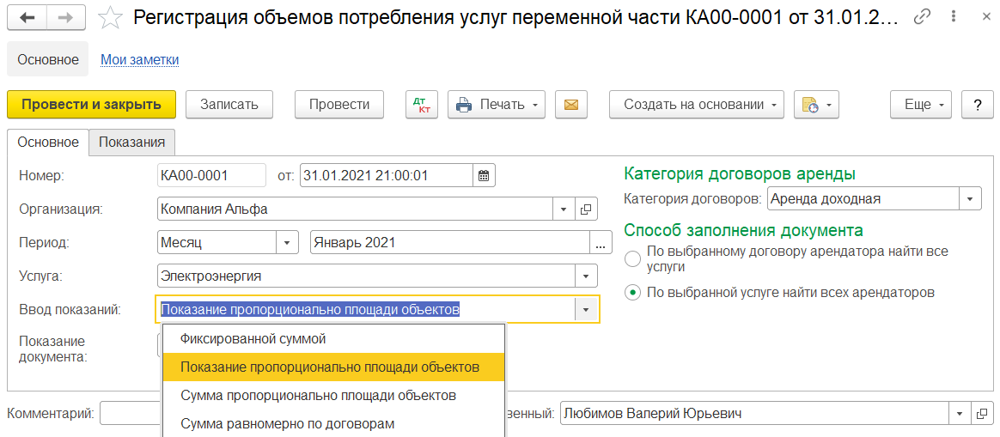 Регистрация объемов потребления услуг переменной части КА00-0001 от 31.01.2...
Основное Мои заметки
Провести и закрыть Записать Провести Дт Кт Печать Создать на основании Еще ?
Основное Показания
Номер: КА00-0001 от: 31.01.2021 21:00:01
Категория договоров аренды
Организация: Компания Альфа
Категория договоров: Аренда доходная
Период: Месяц Январь 2021 ...
Способ заполнения документа
По выбранному договору арендатора найти все
услуги
Услуга: Электроэнергия
По выбранной услуге найти всех арендаторов
Ввод показаний: Показание пропорционально площади объектов
Фиксированной суммой
Показание
документа:
Показание пропорционально площади объектов
Сумма пропорционально площади объектов
Сумма равномерно по договорам
Комментарий: венный: Любимов Валерий Юрьевич